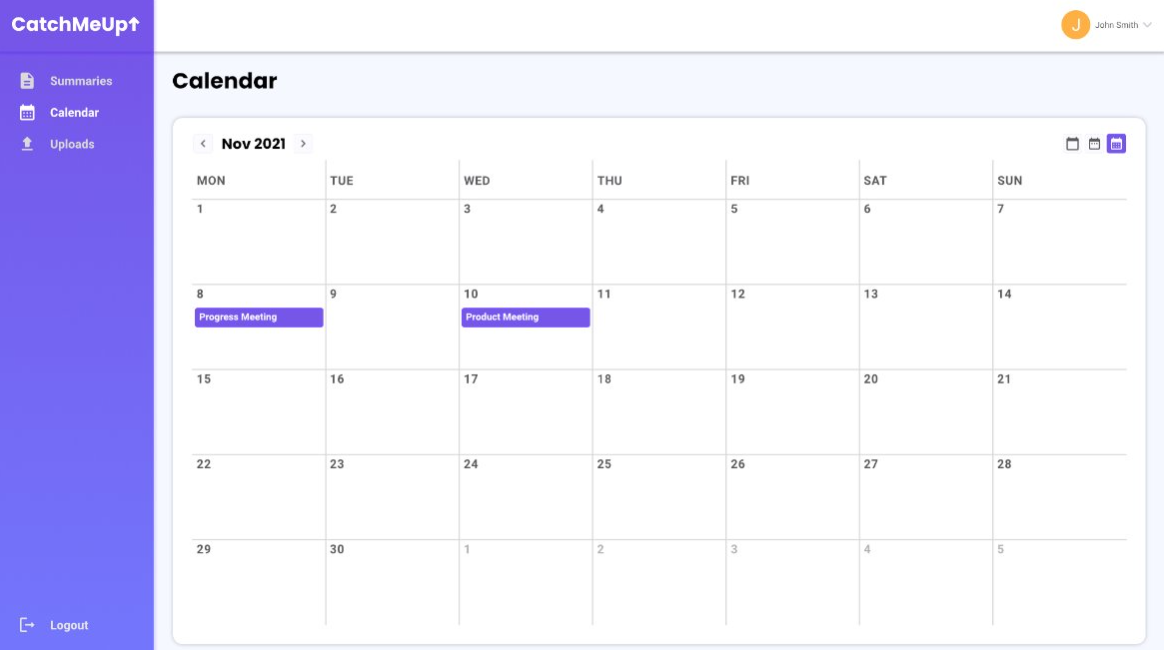 CatchMeUp↑
J John Smith
Summaries
Calendar
Uploads
Logout
Calendar
Nov 2021
MON TUE WED THU FRI SAT SUN
1 2 3 4 5 6 7
8 9 10 11 12 13 14
Progress Meeting Product Meeting
15 16 17 18 19 20 21
22 23 24 25 26 27 28
29 30 1 2 3 4 5